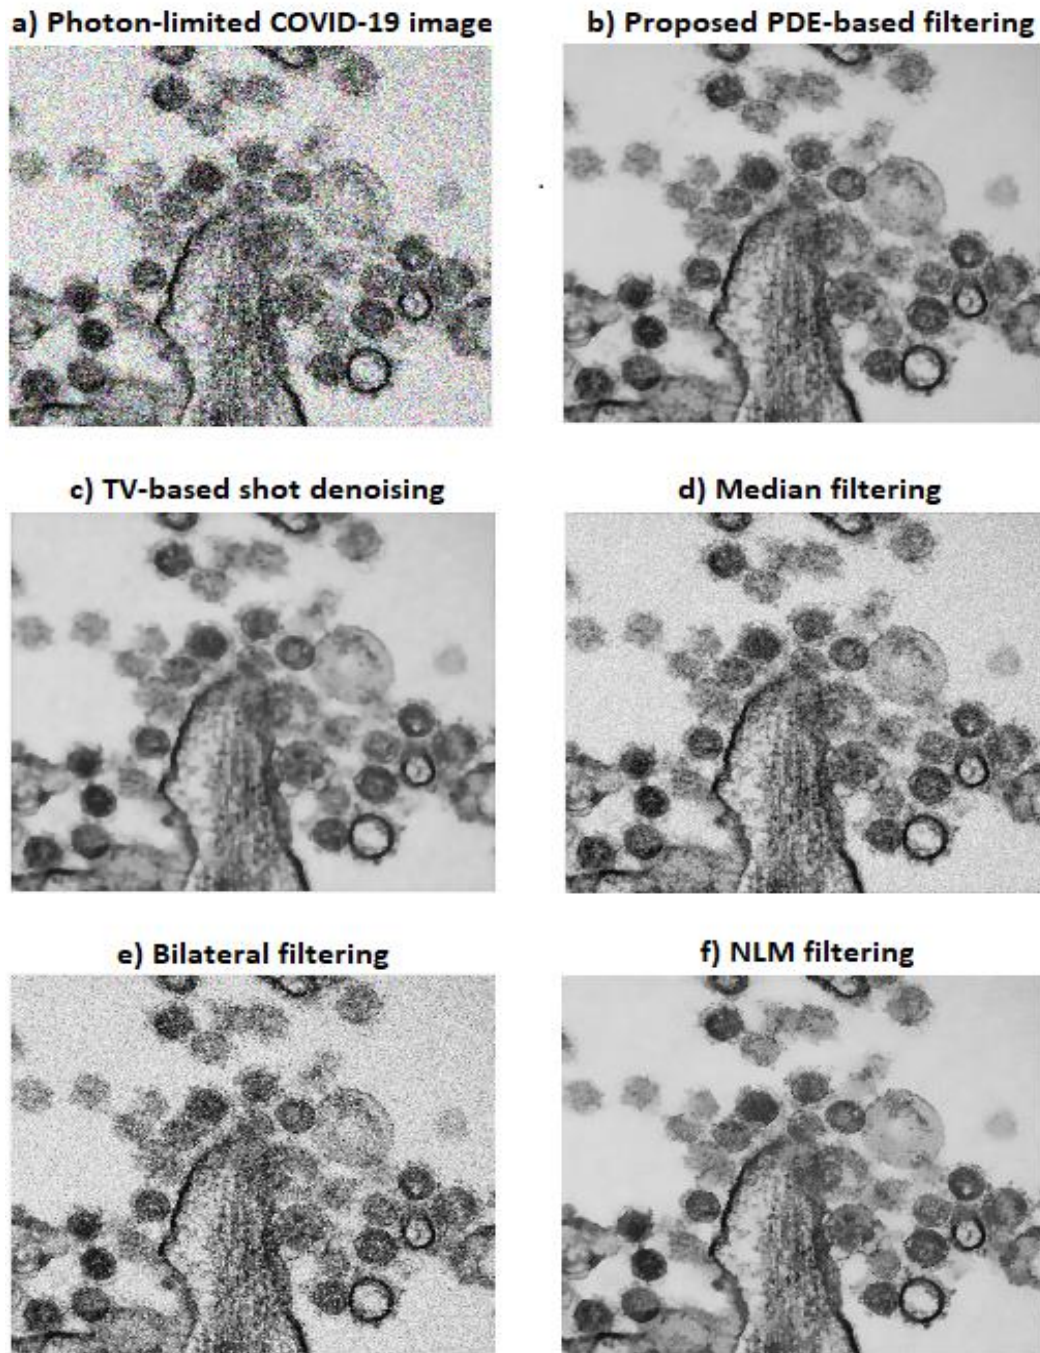 a) Photon-limited COVID-19 image
b) Proposed PDE-based filtering
c) TV-based shot denoising
d) Median filtering
e) Bilateral filtering
f) NLM filtering